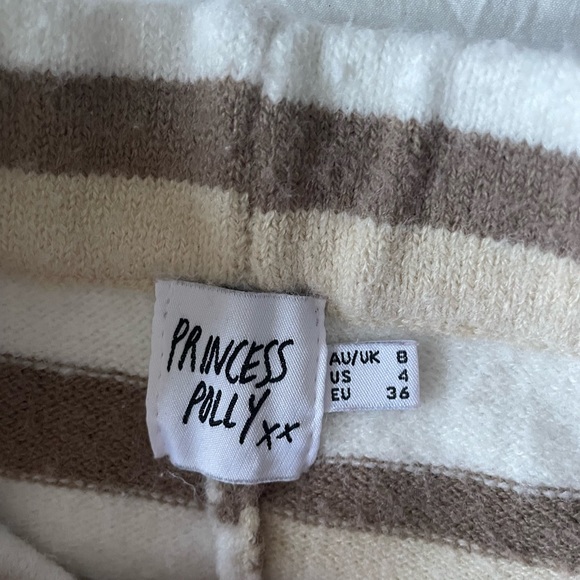 PRINCESS
POLLY xx
AU/UK 8
US 4
EU 36